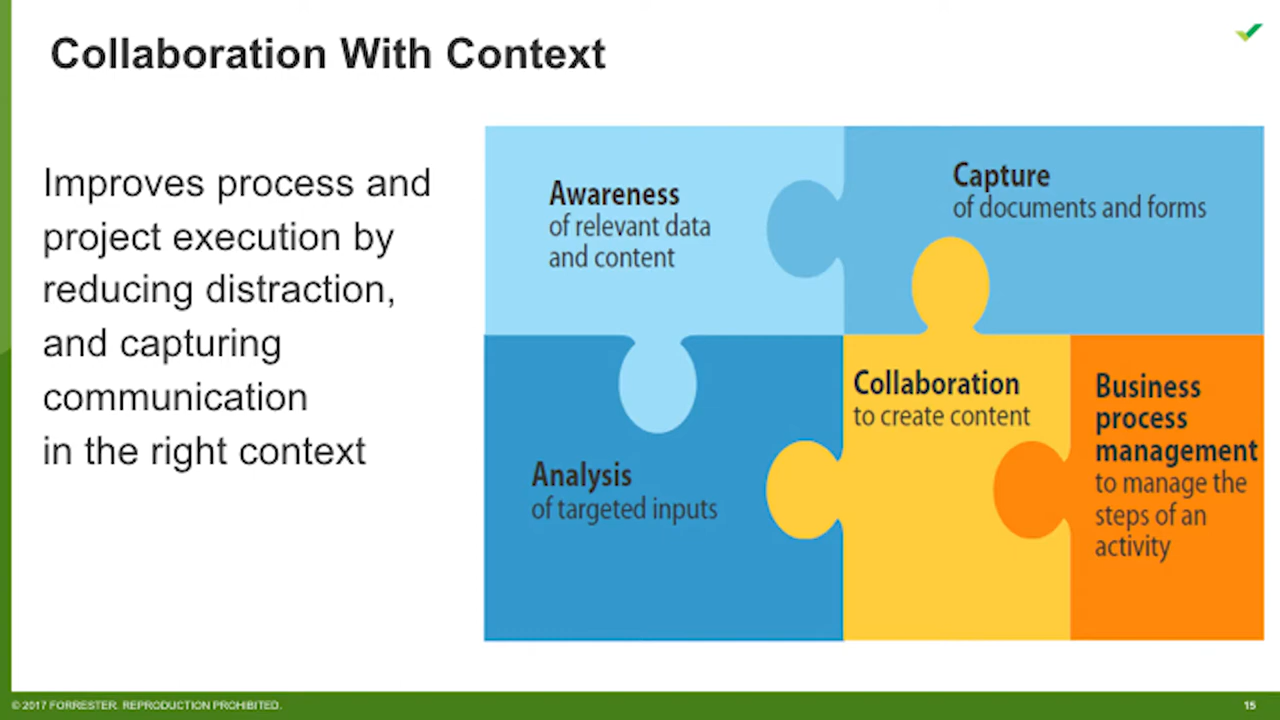 Collaboration With Context
Improves process and
project execution by
reducing distraction,
and capturing
communication
in the right context
Awareness
of relevant data
and content
Capture
of documents and forms
Analysis
of targeted inputs
Collaboration
to create content
Business
process
management
to manage the
steps of an
activity
© 2017 FORRESTER. REPRODUCTION PROHIBITED.
15